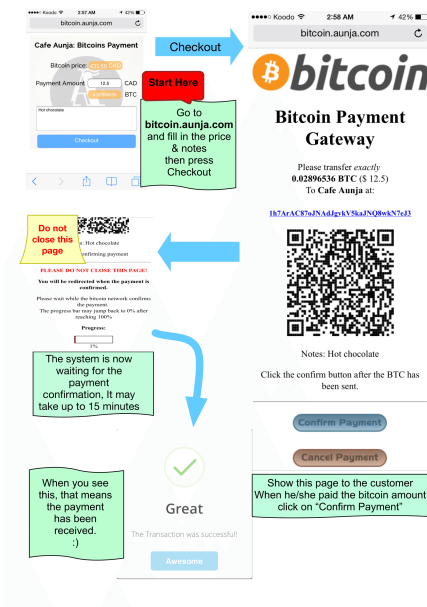 Koodo 2:57 AM 41%
bitcoin.aunja.com
Cafe Aunja: Bitcoins Payment
Bitcoin price: CAD
Payment Amount 12.5 CAD
BTC
Hot chocolate
Checkout
Checkout
Start Here
Go to
bitcoin.aunja.com
and fill in the price
& notes
then press
Checkout
Koodo 2:58 AM 42%
bitcoin.aunja.com
bitcoin
Bitcoin Payment
Gateway
Please transfer exactly
0.02896536 BTC ($ 12.5)
To Cafe Aunja at:
1h7ArAC87oJNAdJgvkV5kaJNQ8wkN7eJ3
Notes: Hot chocolate
Click the confirm button after the BTC has
been sent.
Confirm Payment
Cancel Payment
Show this page to the customer
When he/she paid the bitcoin amount
click on “Confirm Payment”
Do not
close this
page
s: Hot chocolate
onfirming payment
PLEASE DO NOT CLOSE THIS PAGE!
You will be redirected when the payment is
confirmed.
Please wait while the bitcoin network confirms
the payment.
The progress bar may jump back to 0% after
reaching 100%
Progress:
1%
The system is now
waiting for the
payment
confirmation, It may
take up to 15 minutes
When you see
this, that means
the payment
has been
received.
:)
Great
The Transaction was successful!
Awesome